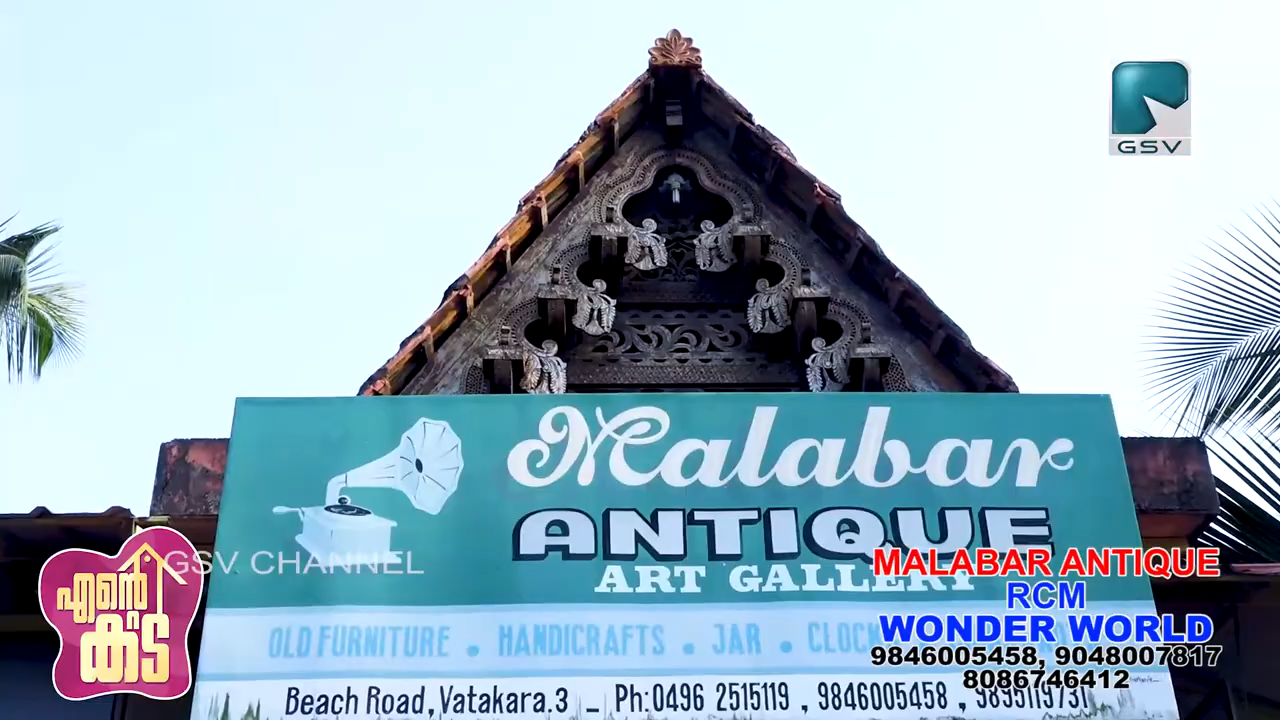 GSV
Malabar
ANTIQUE
ART GALLERY
GSV CHANNEL
എന്റെ
കട
MALABAR ANTIQUE
RCM
WONDER WORLD
9846005458, 9048007817
8086746412
OLD FURNITURE . HANDICRAFTS . JAR .
Beach Road, Vatakara.3 _ Ph:0496 2515119 , 9846005458 ,